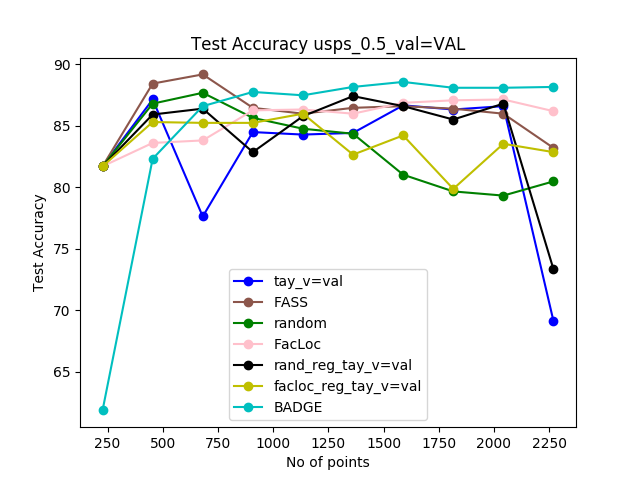 Test Accuracy usps_0.5_val=VAL
90
85
80
75
70
65
Test Accuracy
tay_v=val
FASS
random
FacLoc
rand_reg_tay_v=val
facloc_reg_tay_v=val
BADGE
250 500 750 1000 1250 1500 1750 2000 2250
No of points